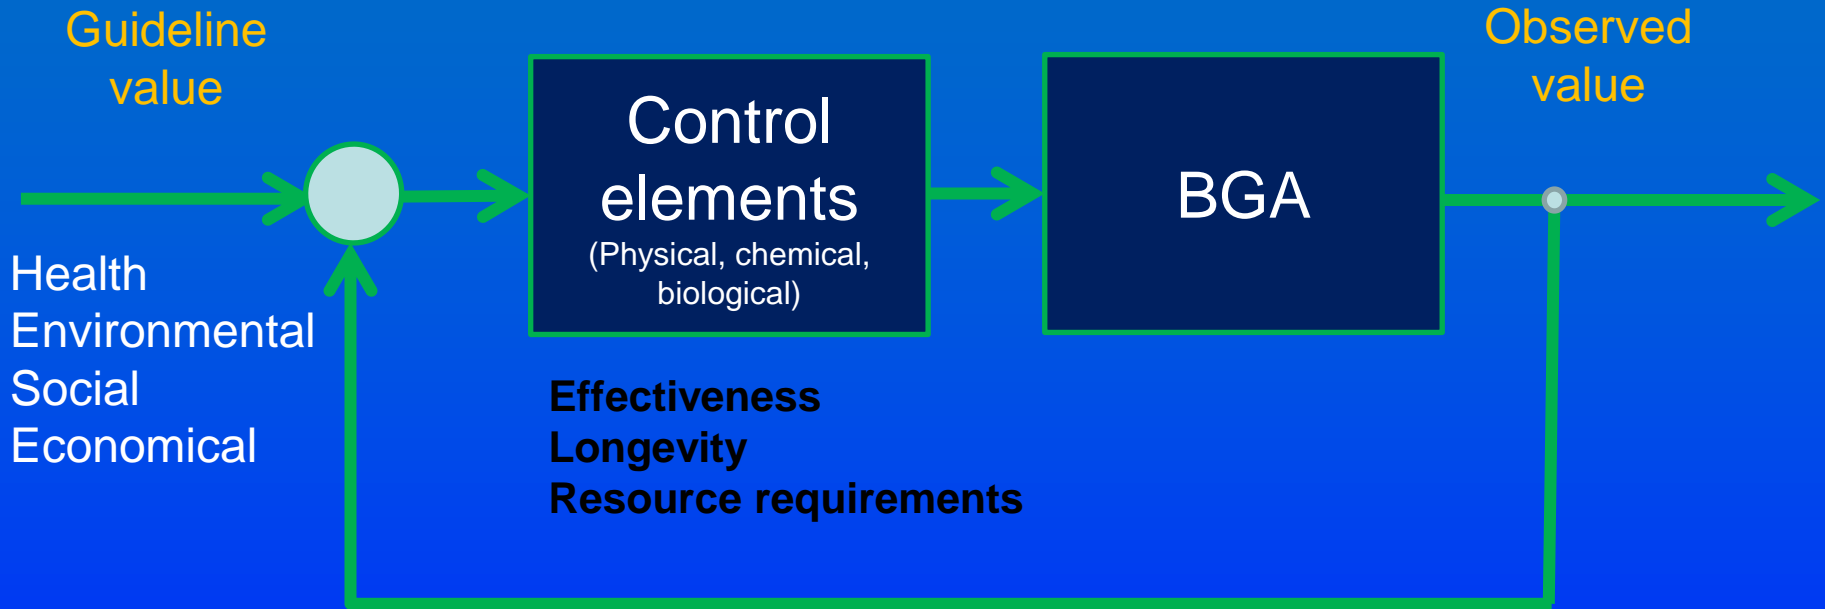 Guideline
value
Observed
value
Control
elements
(Physical, chemical,
biological)
BGA
Health
Environmental
Social
Economical
Effectiveness
Longevity
Resource requirements